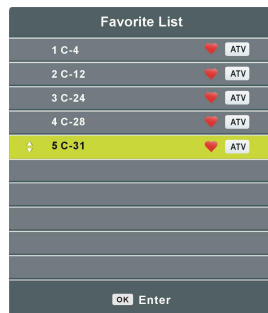 Favorite List
1 C-4 ATV
2 C-12 ATV
3 C-24 ATV
4 C-28 ATV
5 C-31 ATV
OK Enter